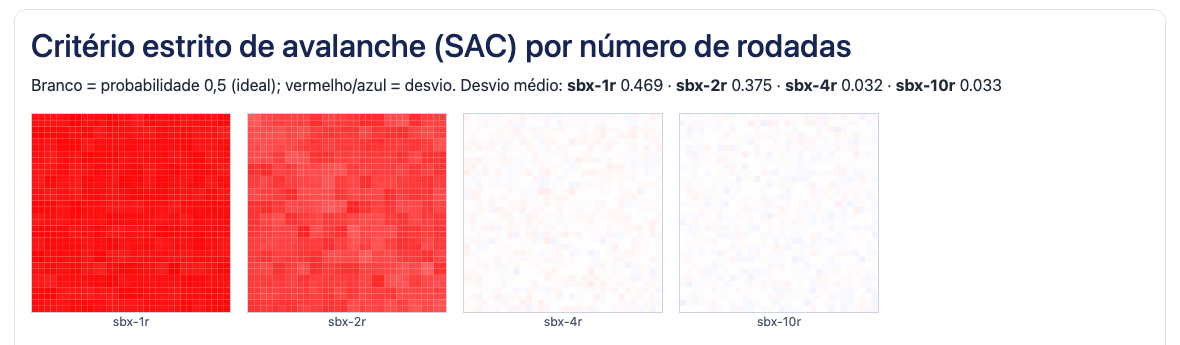 Critério estrito de avalanche (SAC) por número de rodadas
Branco = probabilidade 0,5 (ideal); vermelho/azul = desvio. Desvio médio: sbx-1r 0.469 · sbx-2r 0.375 · sbx-4r 0.032 · sbx-10r 0.033
sbx-1r
sbx-2r
sbx-4r
sbx-10r